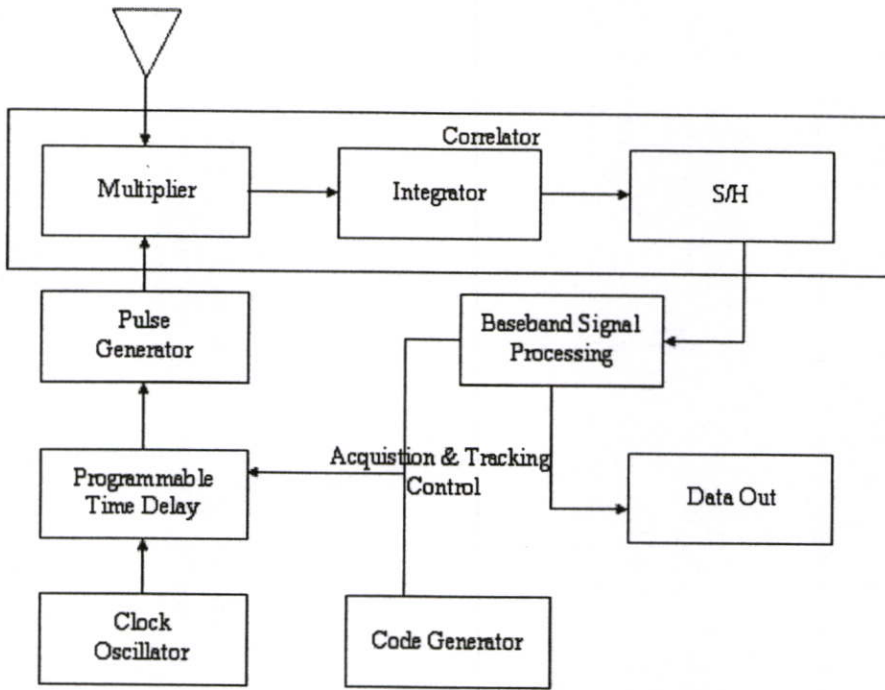 Correlator
Multiplier
Integrator
S/H
Pulse
Generator
Baseband Signal
Processing
Programmable
Time Delay
Acquistion & Tracking
Control
Data Out
Clock
Oscillator
Code Generator